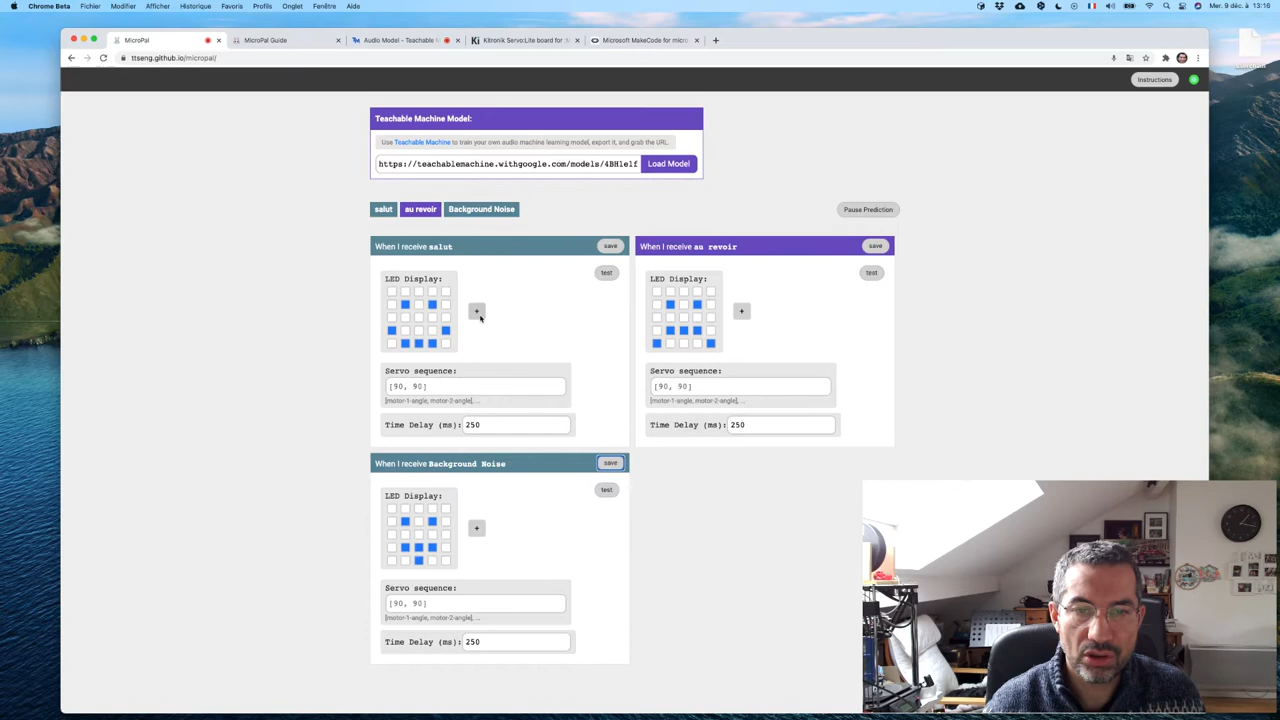 Chrome Beta Fichier Modifier Afficher Historique Favoris Profils Onglet Fenêtre Aide Mer. 9 déc. à 13:16
MicroPal MicroPal Guide Audio Model - Teachable M Kitronik Servo:Lite board for :M Microsoft MakeCode for micro:
ttseng.github.io/micropal/
Instructions
Teachable Machine Model:
Use Teachable Machine to train your own audio machine learning model, export it, and grab the URL.
https://teachablemachine.withgoogle.com/models/4BH1elf Load Model
salut au revoir Background Noise Pause Prediction
When I receive salut save
test
LED Display:
+
Servo sequence:
[90, 90]
[motor-1-angle, motor-2-angle], ...
Time Delay (ms): 250
When I receive au revoir save
test
LED Display:
+
Servo sequence:
[90, 90]
[motor-1-angle, motor-2-angle], ...
Time Delay (ms): 250
When I receive Background Noise save
test
LED Display:
+
Servo sequence:
[90, 90]
[motor-1-angle, motor-2-angle], ...
Time Delay (ms): 250